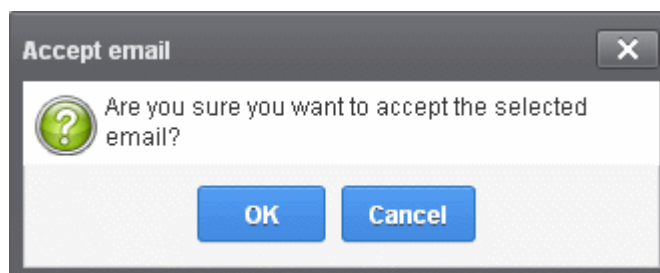 Accept email
Are you sure you want to accept the selected
email?
OK Cancel